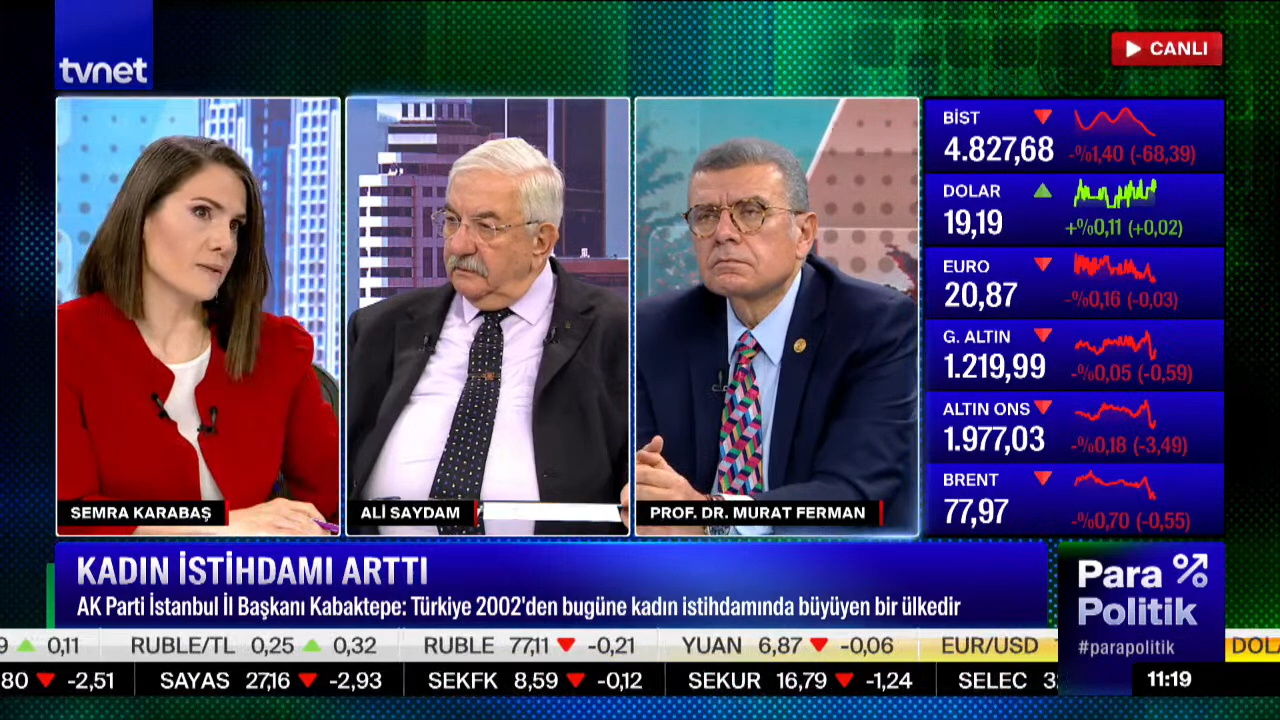 tvnet
CANLI
BİST
4.827,68
-%1,40 (-68,39)
DOLAR
19,19
+%0,11 (+0,02)
EURO
20,87
-%0,16 (-0,03)
G. ALTIN
1.219,99
-%0,05 (-0,59)
ALTIN ONS
1.977,03
-%0,18 (-3,49)
BRENT
77,97
-%0,70 (-0,55)
SEMRA KARABAŞ
ALİ SAYDAM
PROF. DR. MURAT FERMAN
KADIN İSTİHDAMI ARTTI
AK Parti İstanbul İl Başkanı Kabaktepe: Türkiye 2002'den bugüne kadın istihdamında büyüyen bir ülkedir
Para %
Politik
#parapolitik
9 0,11 RUBLE/TL 0,25 0,32 RUBLE 77,11 -0,21 YUAN 6,87 -0,06 EUR/USD
80 -2,51 SAYAS 27,16 -2,93 SEKFK 8,59 -0,12 SEKUR 16,79 -1,24 SELEC
11:19